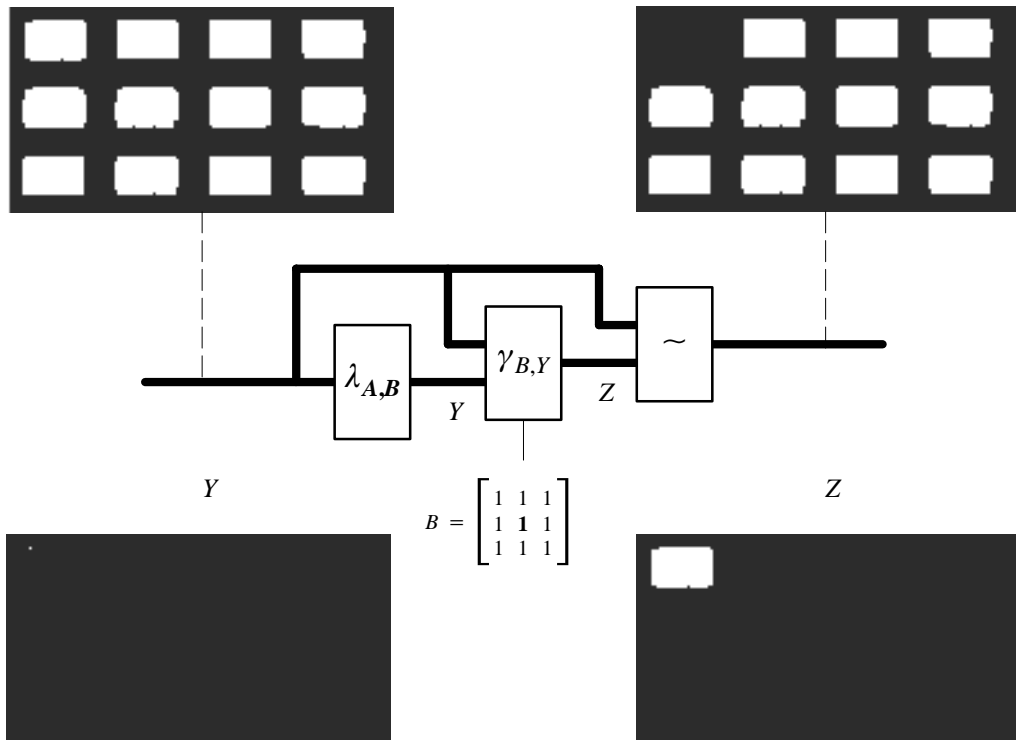 λ_{A,B}
γ_{B,Y}
~
Y
Z
Y
Z
B = [1 1 1
1 1 1
1 1 1]